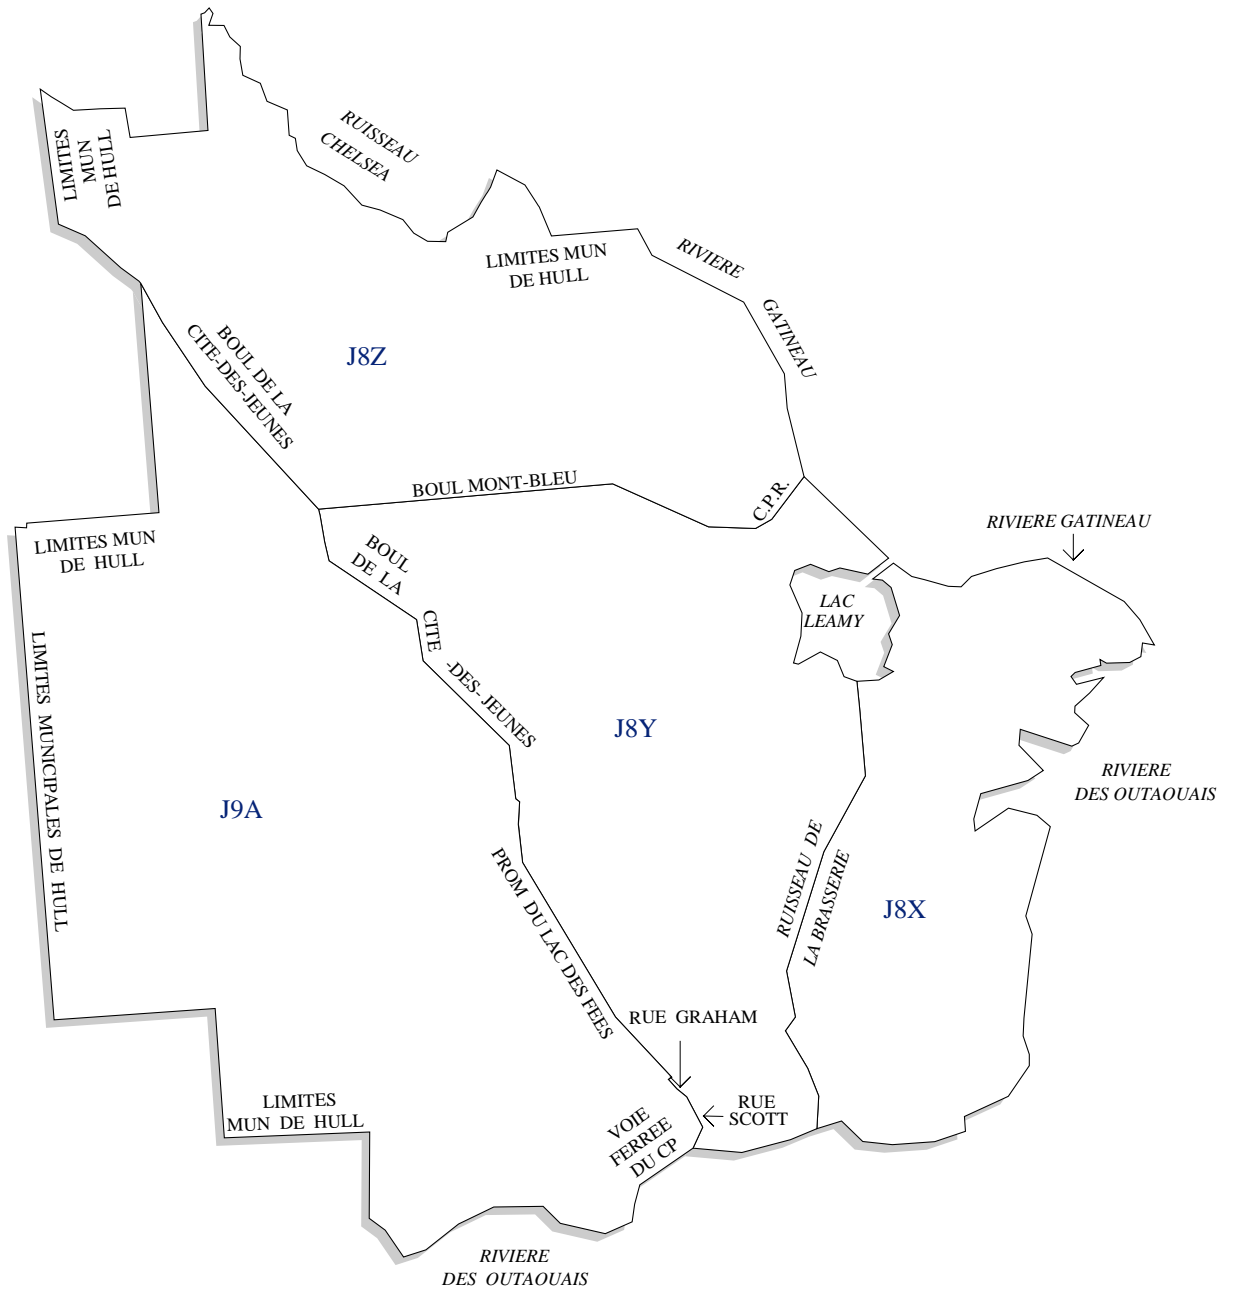 RUISSEAU
CHELSEA
LIMITES
MUN
DE HULL
LIMITES MUN
DE HULL
RIVIERE
GATINEAU
BOUL DE LA
CITE-DES-JEUNES
J8Z
BOUL MONT-BLEU
C.P.R.
RIVIERE GATINEAU
LIMITES MUN
DE HULL
BOUL
DE LA
CITE
-DES- JEUNES
LAC
LEAMY
LIMITES MUNICIPALES DE HULL
J8Y
RIVIERE
DES OUTAOUAIS
J9A
PROM DU LAC DES FEES
RUISSEAU DE
LA BRASSERIE
J8X
RUE GRAHAM
LIMITES
MUN DE HULL
RUE
SCOTT
VOIE
FERREE
DU CP
RIVIERE
DES OUTAOUAIS